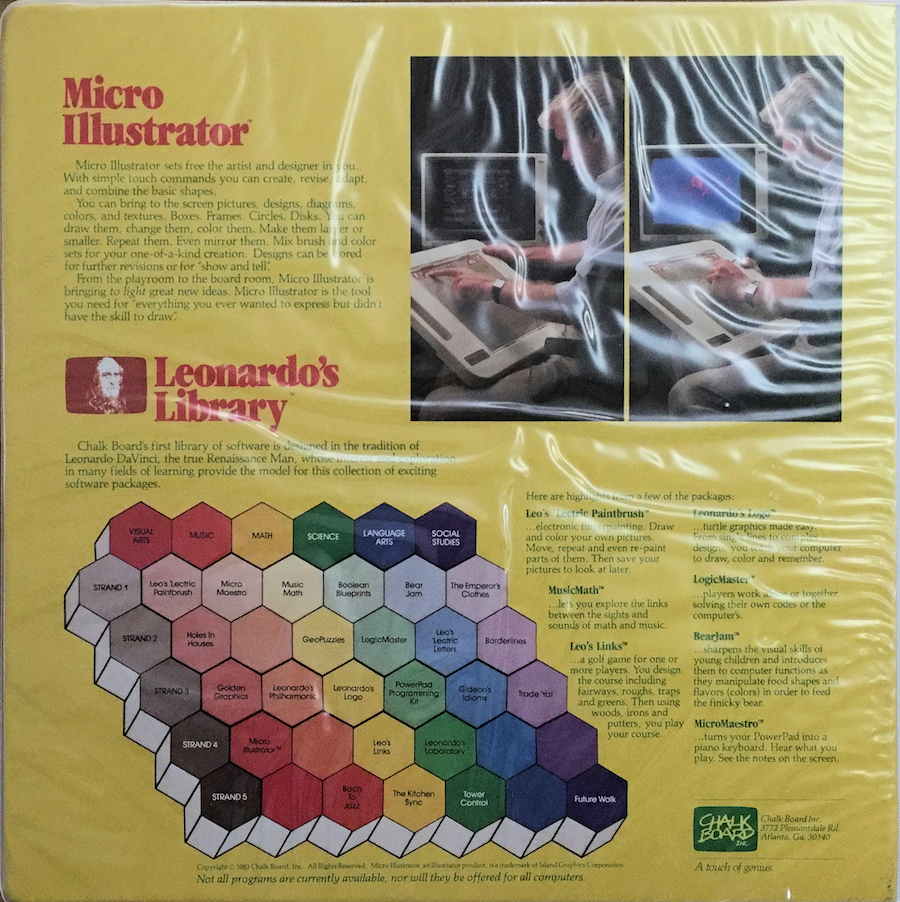 Micro
Illustrator™
Micro Illustrator sets free the artist and designer in you.
With simple touch commands you can create, revise, adapt,
and combine the basic shapes.
You can bring to the screen pictures, designs, diagrams,
colors, and textures. Boxes. Frames. Circles. Disks. You can
draw them, change them, color them. Make them larger or
smaller. Repeat them. Even mirror them. Mix brush and color
sets for your one-of-a-kind creation. Designs can be stored
for further revisions or for "show and tell".
From the playroom to the board room, Micro Illustrator is
bringing to light great new ideas. Micro Illustrator is the tool
you need for "everything you ever wanted to express but didn't
have the skill to draw".
Leonardo's
Library™
Chalk Board's first library of software is designed in the tradition of
Leonardo DaVinci, the true Renaissance Man, whose
in many fields of learning provide the model for this collection of exciting
software packages.
VISUAL
ARTS
MUSIC
MATH
SCIENCE
LANGUAGE
ARTS
SOCIAL
STUDIES
STRAND 1
Leo's 'Lectric
Paintbrush
Micro
Maestro
Music
Math
Boolean
Blueprints
Bear
Jam
The Emperor's
Clothes
STRAND 2
Holes in
Houses
GeoPuzzles
LogicMaster
Leo's
'Lectric
Letters
Borderlines
STRAND 3
Golden
Graphics
Leonardo's
Philharmonic
Leonardo's
Logo
PowerPad
Programming
Kit
Gideon's
Idioms
Trade 'Yal
STRAND 4
Micro
Illustrator™
Leo's
Links
Leonardo's
Laboratory
STRAND 5
Bach
To
Jazz
The Kitchen
Sync
Tower
Control
Future Walk
Here are highlights from a few of the packages:
Leo's 'Lectric Paintbrush™
...electronic fingerpainting. Draw
and color your own pictures.
Move, repeat and even re-paint
parts of them. Then save your
pictures to look at later.
MusicMath™
...lets you explore the links
between the sights and
sounds of math and music.
Leo's Links™
...a golf game for one or
more players. You design
the course including
fairways, roughs, traps
and greens. Then using
woods, irons and
putters, you play
your course.
Leonardo's Logo™
...turtle graphics made easy.
From single lines to complex
designs you your computer
to draw, color and remember.
LogicMaster™
...players work alone or together
solving their own codes or the
computer's.
BearJam™
...sharpens the visual skills of
young children and introduces
them to computer functions as
they manipulate food shapes and
flavors (colors) in order to feed
the finicky bear.
MicroMaestro™
...turns your PowerPad into a
piano keyboard. Hear what you
play. See the notes on the screen.
CHALK
BOARD
INC.
Chalk Board Inc.
3772 Pleasantdale Rd.
Atlanta, Ga. 30340
A touch of genius.
Copyright © 1983 Chalk Board, Inc. All Rights Reserved. Micro Illustrator, an Illustrator product, is a trademark of Island Graphics Corporation.
Not all programs are currently available, nor will they be offered for all computers.